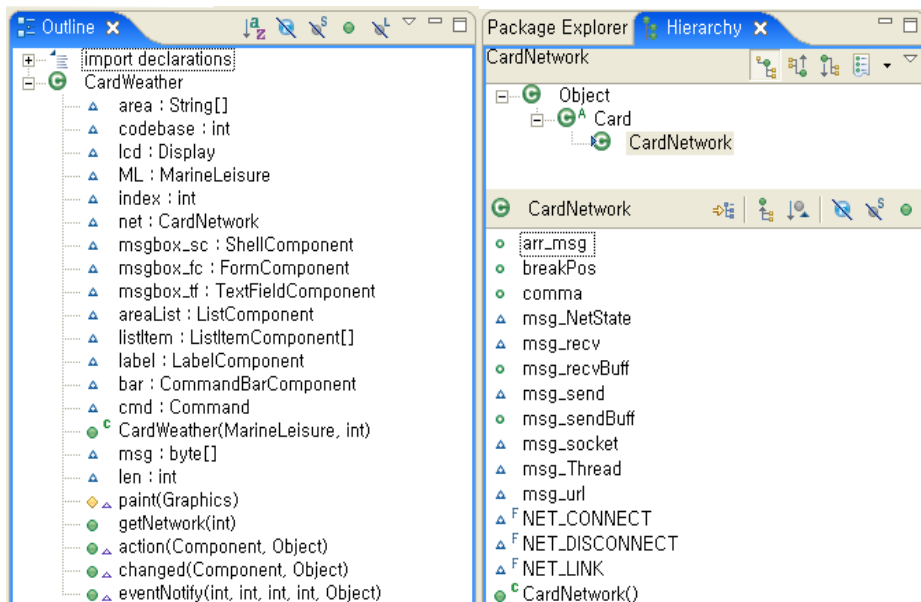 Outline
import declarations
CardWeather
area : String[]
codebase : int
lcd : Display
ML : MarineLeisure
index : int
net : CardNetwork
msgbox_sc : ShellComponent
msgbox_fc : FormComponent
msgbox_tf : TextFieldComponent
areaList : ListComponent
listItem : ListItemComponent[]
label : LabelComponent
bar : CommandBarComponent
cmd : Command
CardWeather(MarineLeisure, int)
msg : byte[]
len : int
paint(Graphics)
getNetwork(int)
action(Component, Object)
changed(Component, Object)
eventNotify(int, int, int, int, Object)
Package Explorer Hierarchy
CardNetwork
Object
Card
CardNetwork
CardNetwork
arr_msg
breakPos
comma
msg_NetState
msg_recv
msg_recvBuff
msg_send
msg_sendBuff
msg_socket
msg_Thread
msg_url
NET_CONNECT
NET_DISCONNECT
NET_LINK
CardNetwork()